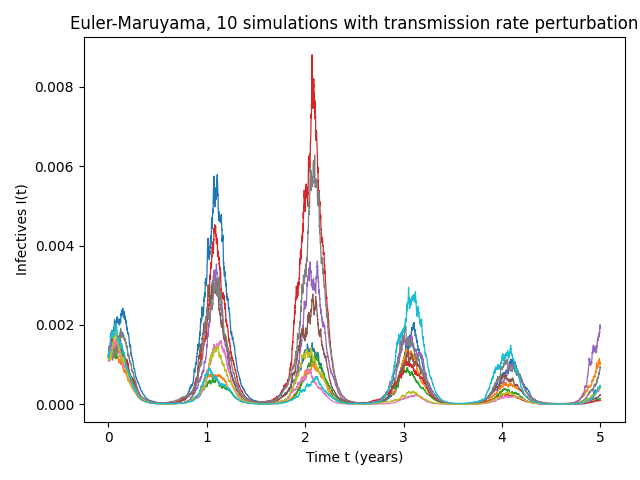 Euler-Maruyama, 10 simulations with transmission rate perturbation
0.008
0.006
0.004
0.002
0.000
Infectives I(t)
0 1 2 3 4 5
Time t (years)